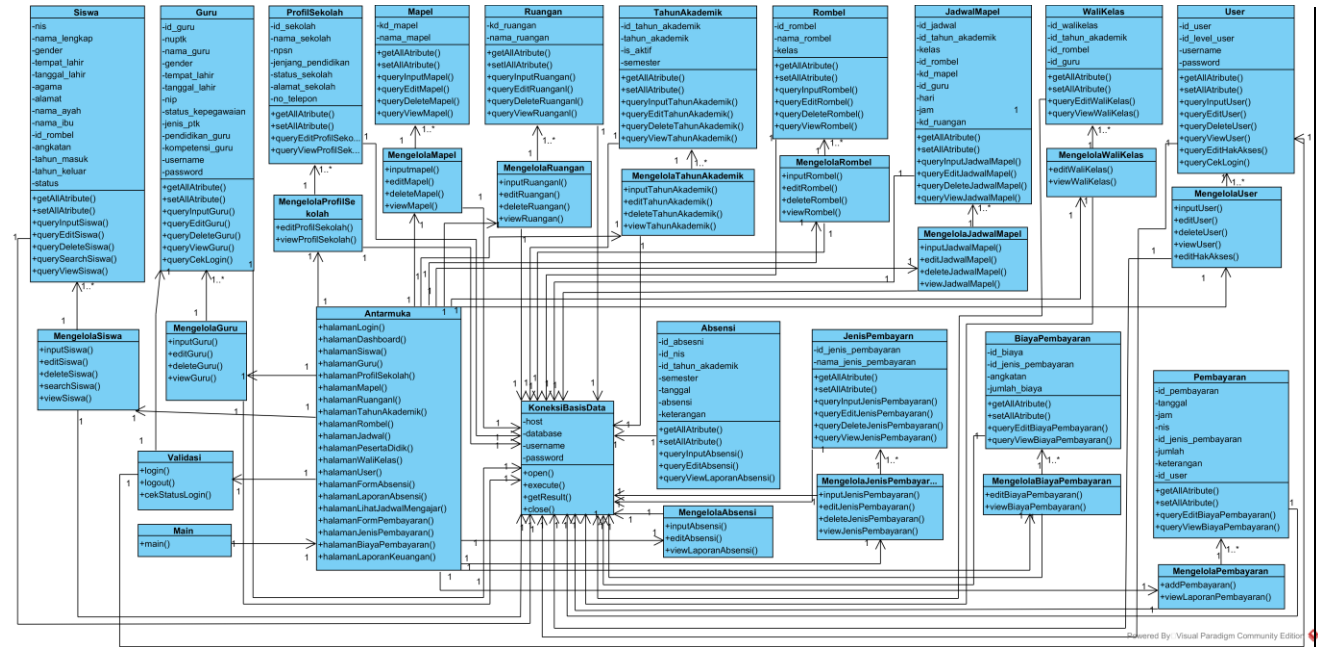 Siswa
-nis
-nama_lengkap
-gender
-tempat_lahir
-tanggal_lahir
-agama
-alamat
-nama_ayah
-nama_ibu
-id_rombel
-angkatan
-tahun_masuk
-tahun_keluar
-status
+getAllAtribute()
+setAllAtribute()
+queryInputSiswa()
+queryEditSiswa()
+queryDeleteSiswa()
+querySearchSiswa()
+queryViewSiswa()
Guru
-id_guru
-nuptk
-nama_guru
-gender
-tempat_lahir
-tanggal_lahir
-nip
-status_kepegawaian
-jenis_ptk
-pendidikan_guru
-kompetensi_guru
-username
-password
+getAllAtribute()
+setAllAtribute()
+queryInputGuru()
+queryEditGuru()
+queryDeleteGuru()
+queryViewGuru()
+queryCekLogin()
ProfilSekolah
-id_sekolah
-nama_sekolah
-npsn
-jenjang_pendidikan
-status_sekolah
-alamat_sekolah
-no_telepon
+getAllAtribute()
+setAllAtribute()
+queryEditProfilSeko...
+queryViewProfilSek...
Mapel
-kd_mapel
-nama_mapel
+getAllAtribute()
+setAllAtribute()
+queryInputMapel()
+queryEditMapel()
+queryDeleteMapel()
+queryViewMapel()
Ruangan
-kd_ruangan
-nama_ruangan
+getAllAtribute()
+setAllAtribute()
+queryInputRuanganl()
+queryEditRuanganl()
+queryDeleteRuanganl()
+queryViewRuanganl()
TahunAkademik
-id_tahun_akademik
-tahun_akademik
-is_aktif
-semester
+getAllAtribute()
+setAllAtribute()
+queryInputTahunAkademik()
+queryEditTahunAkademik()
+queryDeleteTahunAkademik()
+queryViewTahunAkademik()
Rombel
-id_rombel
-nama_rombel
-kelas
+getAllAtribute()
+setAllAtribute()
+queryInputRombel()
+queryEditRombel()
+queryDeleteRombel()
+queryViewRombel()
JadwalMapel
-id_jadwal
-id_tahun_akademik
-kelas
-id_rombel
-kd_mapel
-id_guru
-hari
-jam
-kd_ruangan
+getAllAtribute()
+setAllAtribute()
+queryInputJadwalMapel()
+queryEditJadwalMapel()
+queryDeleteJadwalMapel()
+queryViewJadwalMapel()
WaliKelas
-id_walikelas
-id_tahun_akademik
-id_rombel
-id_guru
+getAllAtribute()
+setAllAtribute()
+queryEditWaliKelas()
+queryViewWaliKelas()
User
-id_user
-id_level_user
-username
-password
+getAllAtribute()
+setAllAtribute()
+queryInputUser()
+queryEditUser()
+queryDeleteUser()
+queryViewUser()
+queryEditHakAkses()
+queryCekLogin()
MengelolaSiswa
+inputSiswa()
+editSiswa()
+deleteSiswa()
+searchSiswa()
+viewSiswa()
MengelolaGuru
+inputGuru()
+editGuru()
+deleteGuru()
+viewGuru()
MengelolaProfilSe
kolah
+editProfilSekolah()
+viewProfilSekolah()
MengelolaMapel
+inputmapel()
+editMapel()
+deleteMapel()
+viewMapel()
MengelolaRuangan
+inputRuanganl()
+editRuangan()
+deleteRuangan()
+viewRuangan()
MengelolaTahunAkademik
+inputTahunAkademik()
+editTahunAkademik()
+deleteTahunAkademik()
+viewTahunAkademik()
MengelolaRombel
+inputRombel()
+editRombel()
+deleteRombel()
+viewRombel()
MengelolaJadwalMapel
+inputJadwalMapel()
+editJadwalMapel()
+deleteJadwalMapel()
+viewJadwalMapel()
MengelolaWaliKelas
+editWaliKelas()
+viewWaliKelas()
MengelolaUser
+inputUser()
+editUser()
+deleteUser()
+viewUser()
+editHakAkses()
Validasi
+login()
+logout()
+cekStatusLogin()
Main
+main()
Antarmuka
+halamanLogin()
+halamanDashboard()
+halamanSiswa()
+halamanGuru()
+halamanProfilSekolah()
+halamanMapel()
+halamanRuanganl()
+halamanTahunAkademik()
+halamanRombel()
+halamanJadwal()
+halamanPesertaDidik()
+halamanWaliKelas()
+halamanUser()
+halamanFormAbsensi()
+halamanLaporanAbsensi()
+halamanLihatJadwalMengajar()
+halamanFormPembayaran()
+halamanJenisPembayaran()
+halamanBiayaPembayaran()
+halamanLaporanKeuangan()
KoneksiBasisData
-host
-database
-username
-password
+open()
+execute()
+getResult()
+close()
Absensi
-id_absesni
-id_nis
-id_tahun_akademik
-semester
-tanggal
-absensi
-keterangan
+getAllAtribute()
+setAllAtribute()
+queryInputAbsensi()
+queryEditAbsensi()
+queryViewLaporanAbsensi()
MengelolaAbsensi
+inputAbsensi()
+editAbsensi()
+viewLaporanAbsensi()
JenisPembayarn
-id_jenis_pembayaran
-nama_jenis_pembayaran
+getAllAtribute()
+setAllAtribute()
+queryInputJenisPembayaran()
+queryEditJenisPembayaran()
+queryDeleteJenisPembayaran()
+queryViewJenisPembayaran()
MengelolaJenisPembayar...
+inputJenisPembayaran()
+editJenisPembayaran()
+deleteJenisPembayaran()
+viewJenisPembayaran()
BiayaPembayaran
-id_biaya
-id_jenis_pembayaran
-angkatan
-jumlah_biaya
+getAllAtribute()
+setAllAtribute()
+queryEditBiayaPembayaran()
+queryViewBiayaPembayaran()
MengelolaBiayaPembayaran
+editBiayaPembayaran()
+viewBiayaPembayaran()
Pembayaran
-id_pembayaran
-tanggal
-jam
-nis
-id_jenis_pembayaran
-jumlah
-keterangan
-id_user
+getAllAtribute()
+setAllAtribute()
+queryEditBiayaPembayaran()
+queryViewBiayaPembayaran()
MengelolaPembayaran
+addPembayaran()
+viewLaporanPembayaran()
Powered By: Visual Paradigm Community Edition